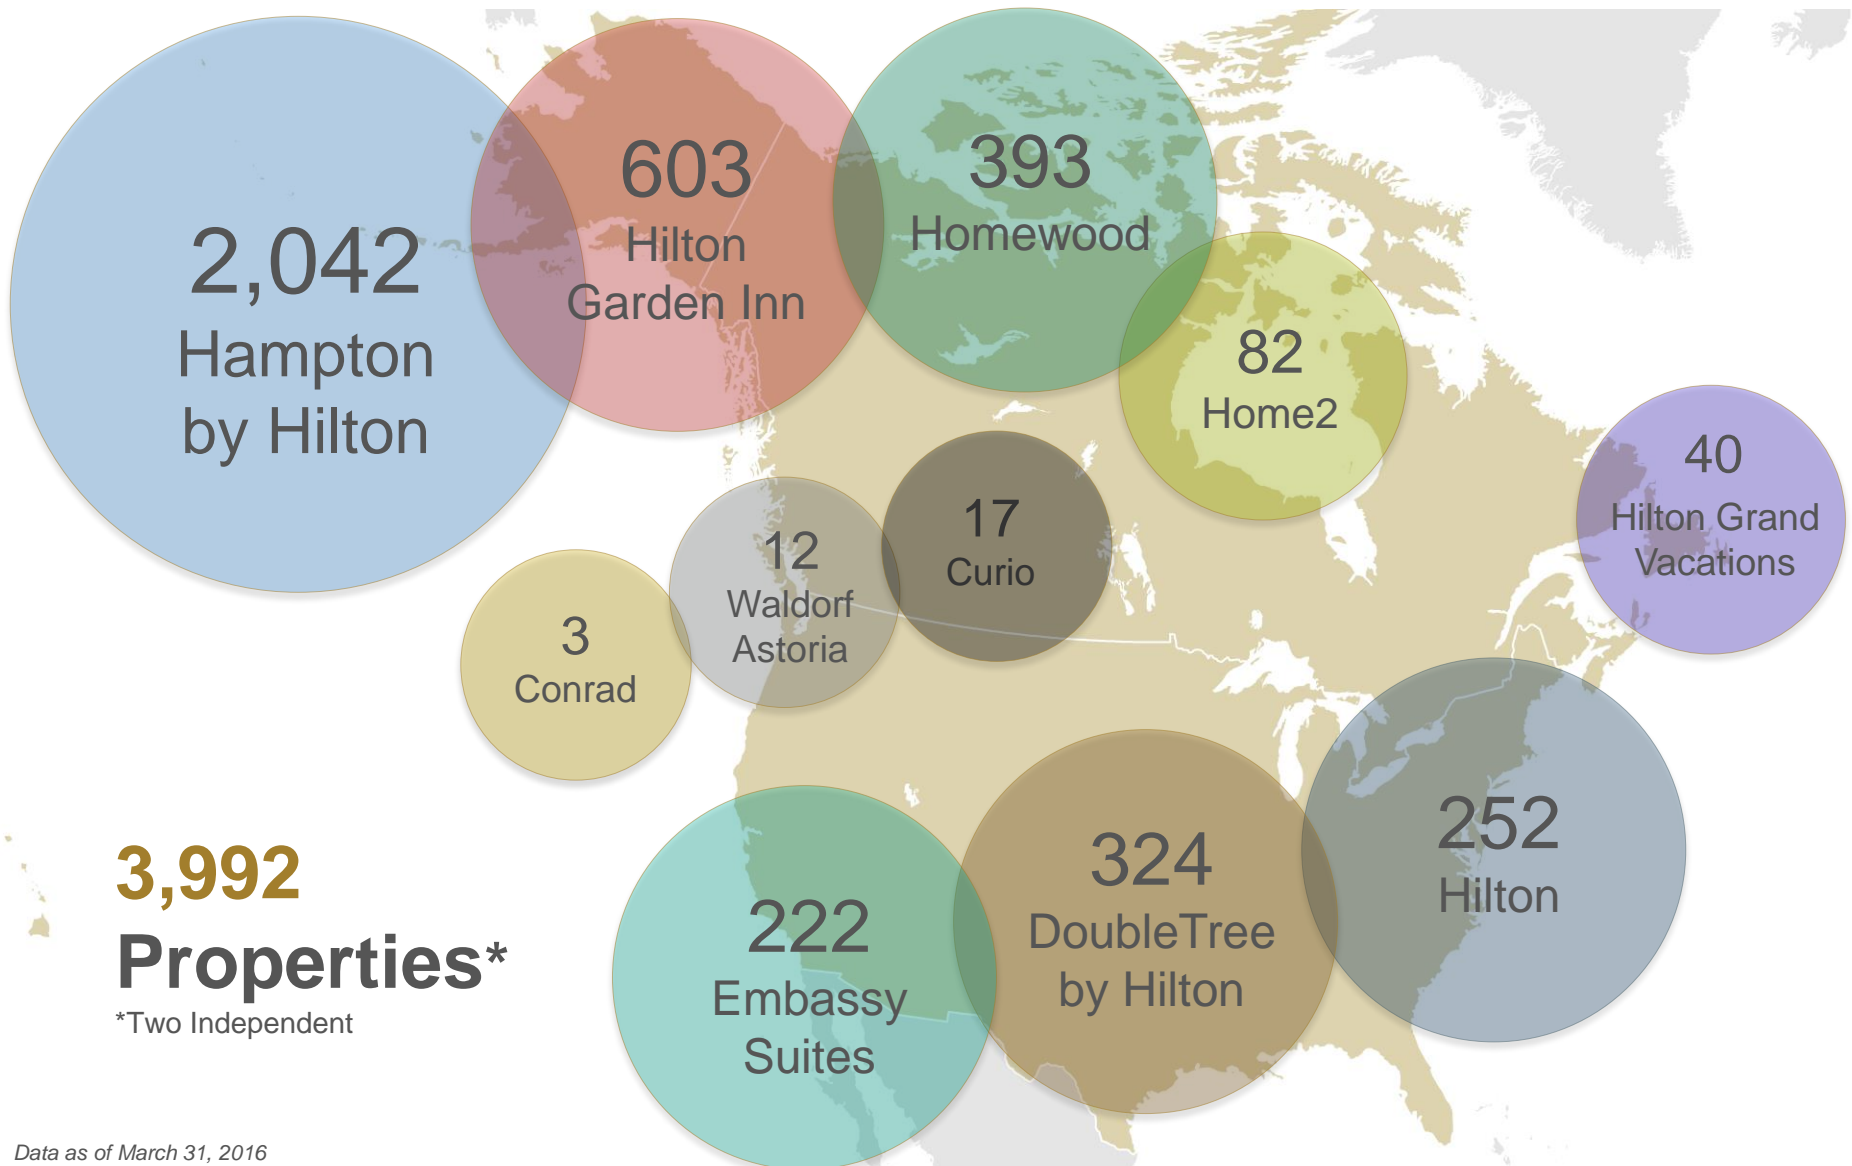 2,042
Hampton
by Hilton
603
Hilton
Garden Inn
393
Homewood
82
Home2
40
Hilton Grand
Vacations
17
Curio
12
Waldorf
Astoria
3
Conrad
252
Hilton
324
DoubleTree
by Hilton
222
Embassy
Suites
3,992
Properties*
*Two Independent
Data as of March 31, 2016